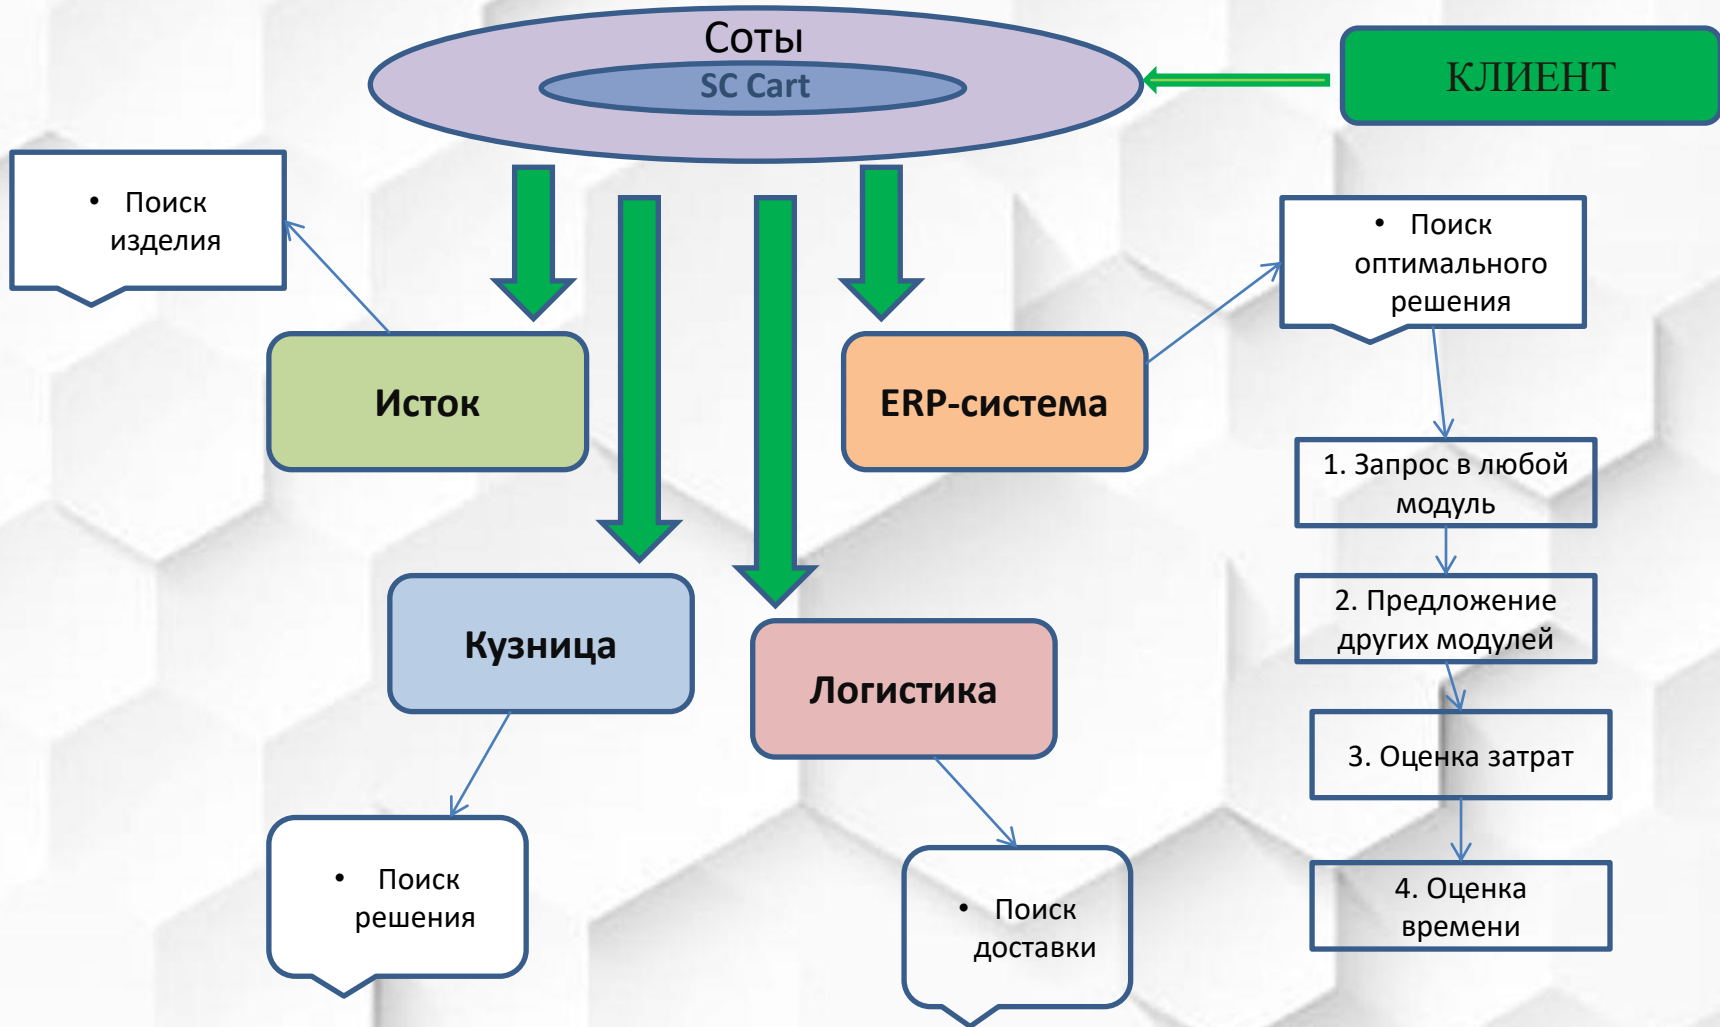 Соты
SC Cart
КЛИЕНТ
• Поиск
изделия
• Поиск
оптимального
решения
Исток
ERP-система
1. Запрос в любой
модуль
2. Предложение
других модулей
Кузница
Логистика
3. Оценка затрат
4. Оценка
времени
• Поиск
решения
• Поиск
доставки